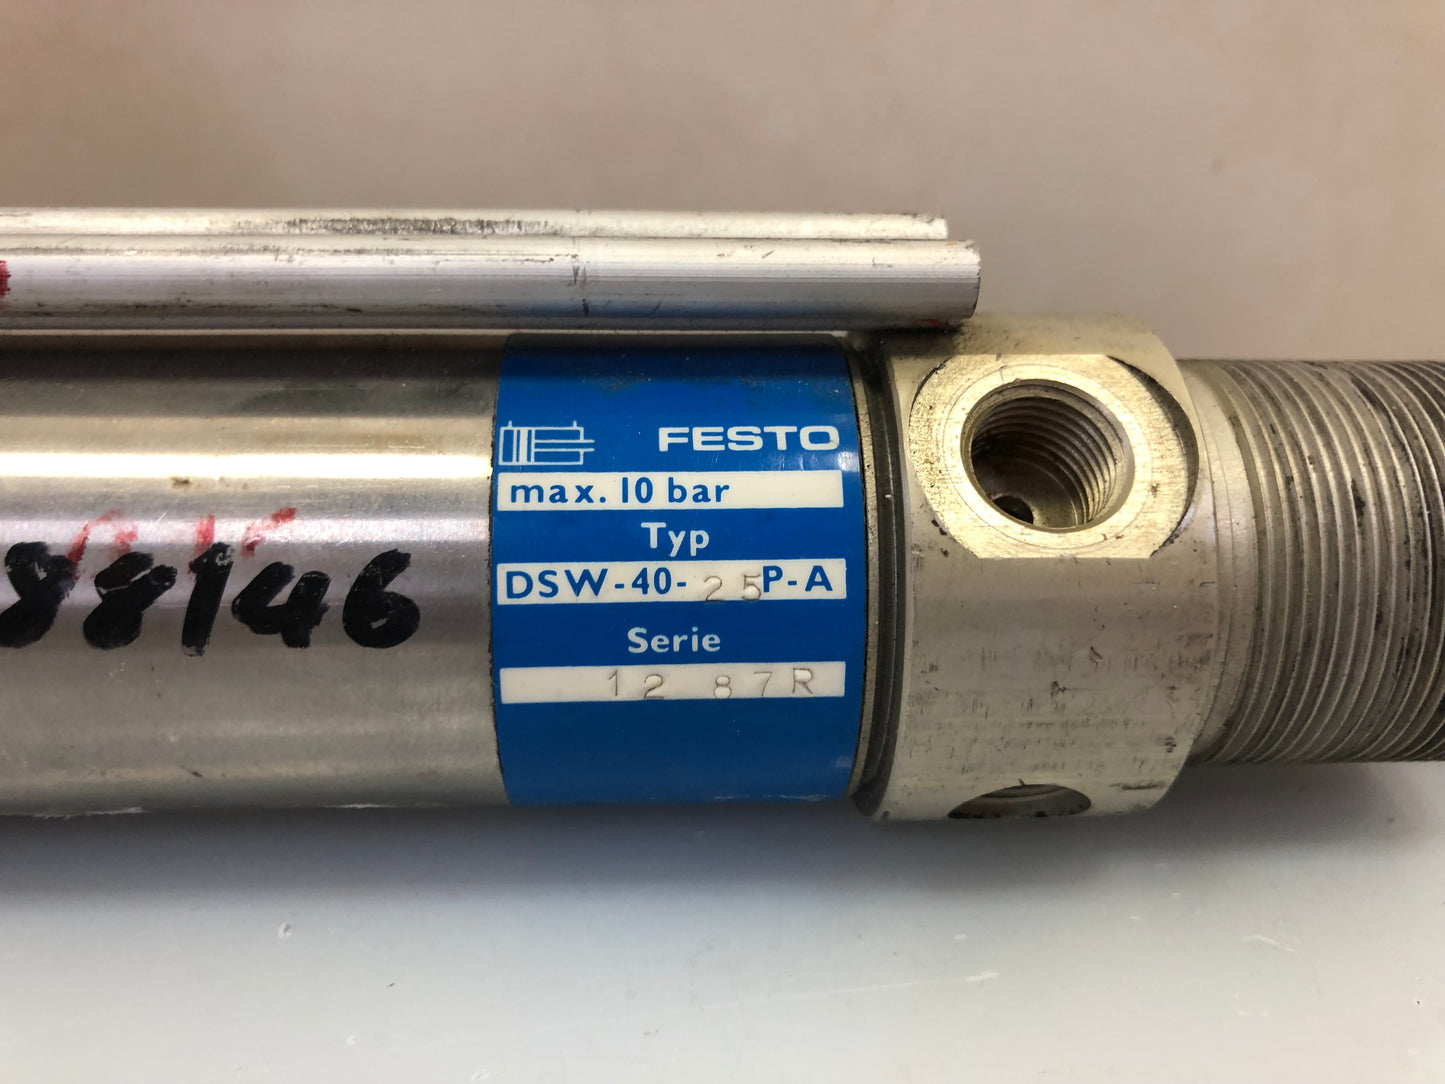 FESTO
max. 10 bar
Typ
DSW-40-25P-A
Serie
12 87R
88146